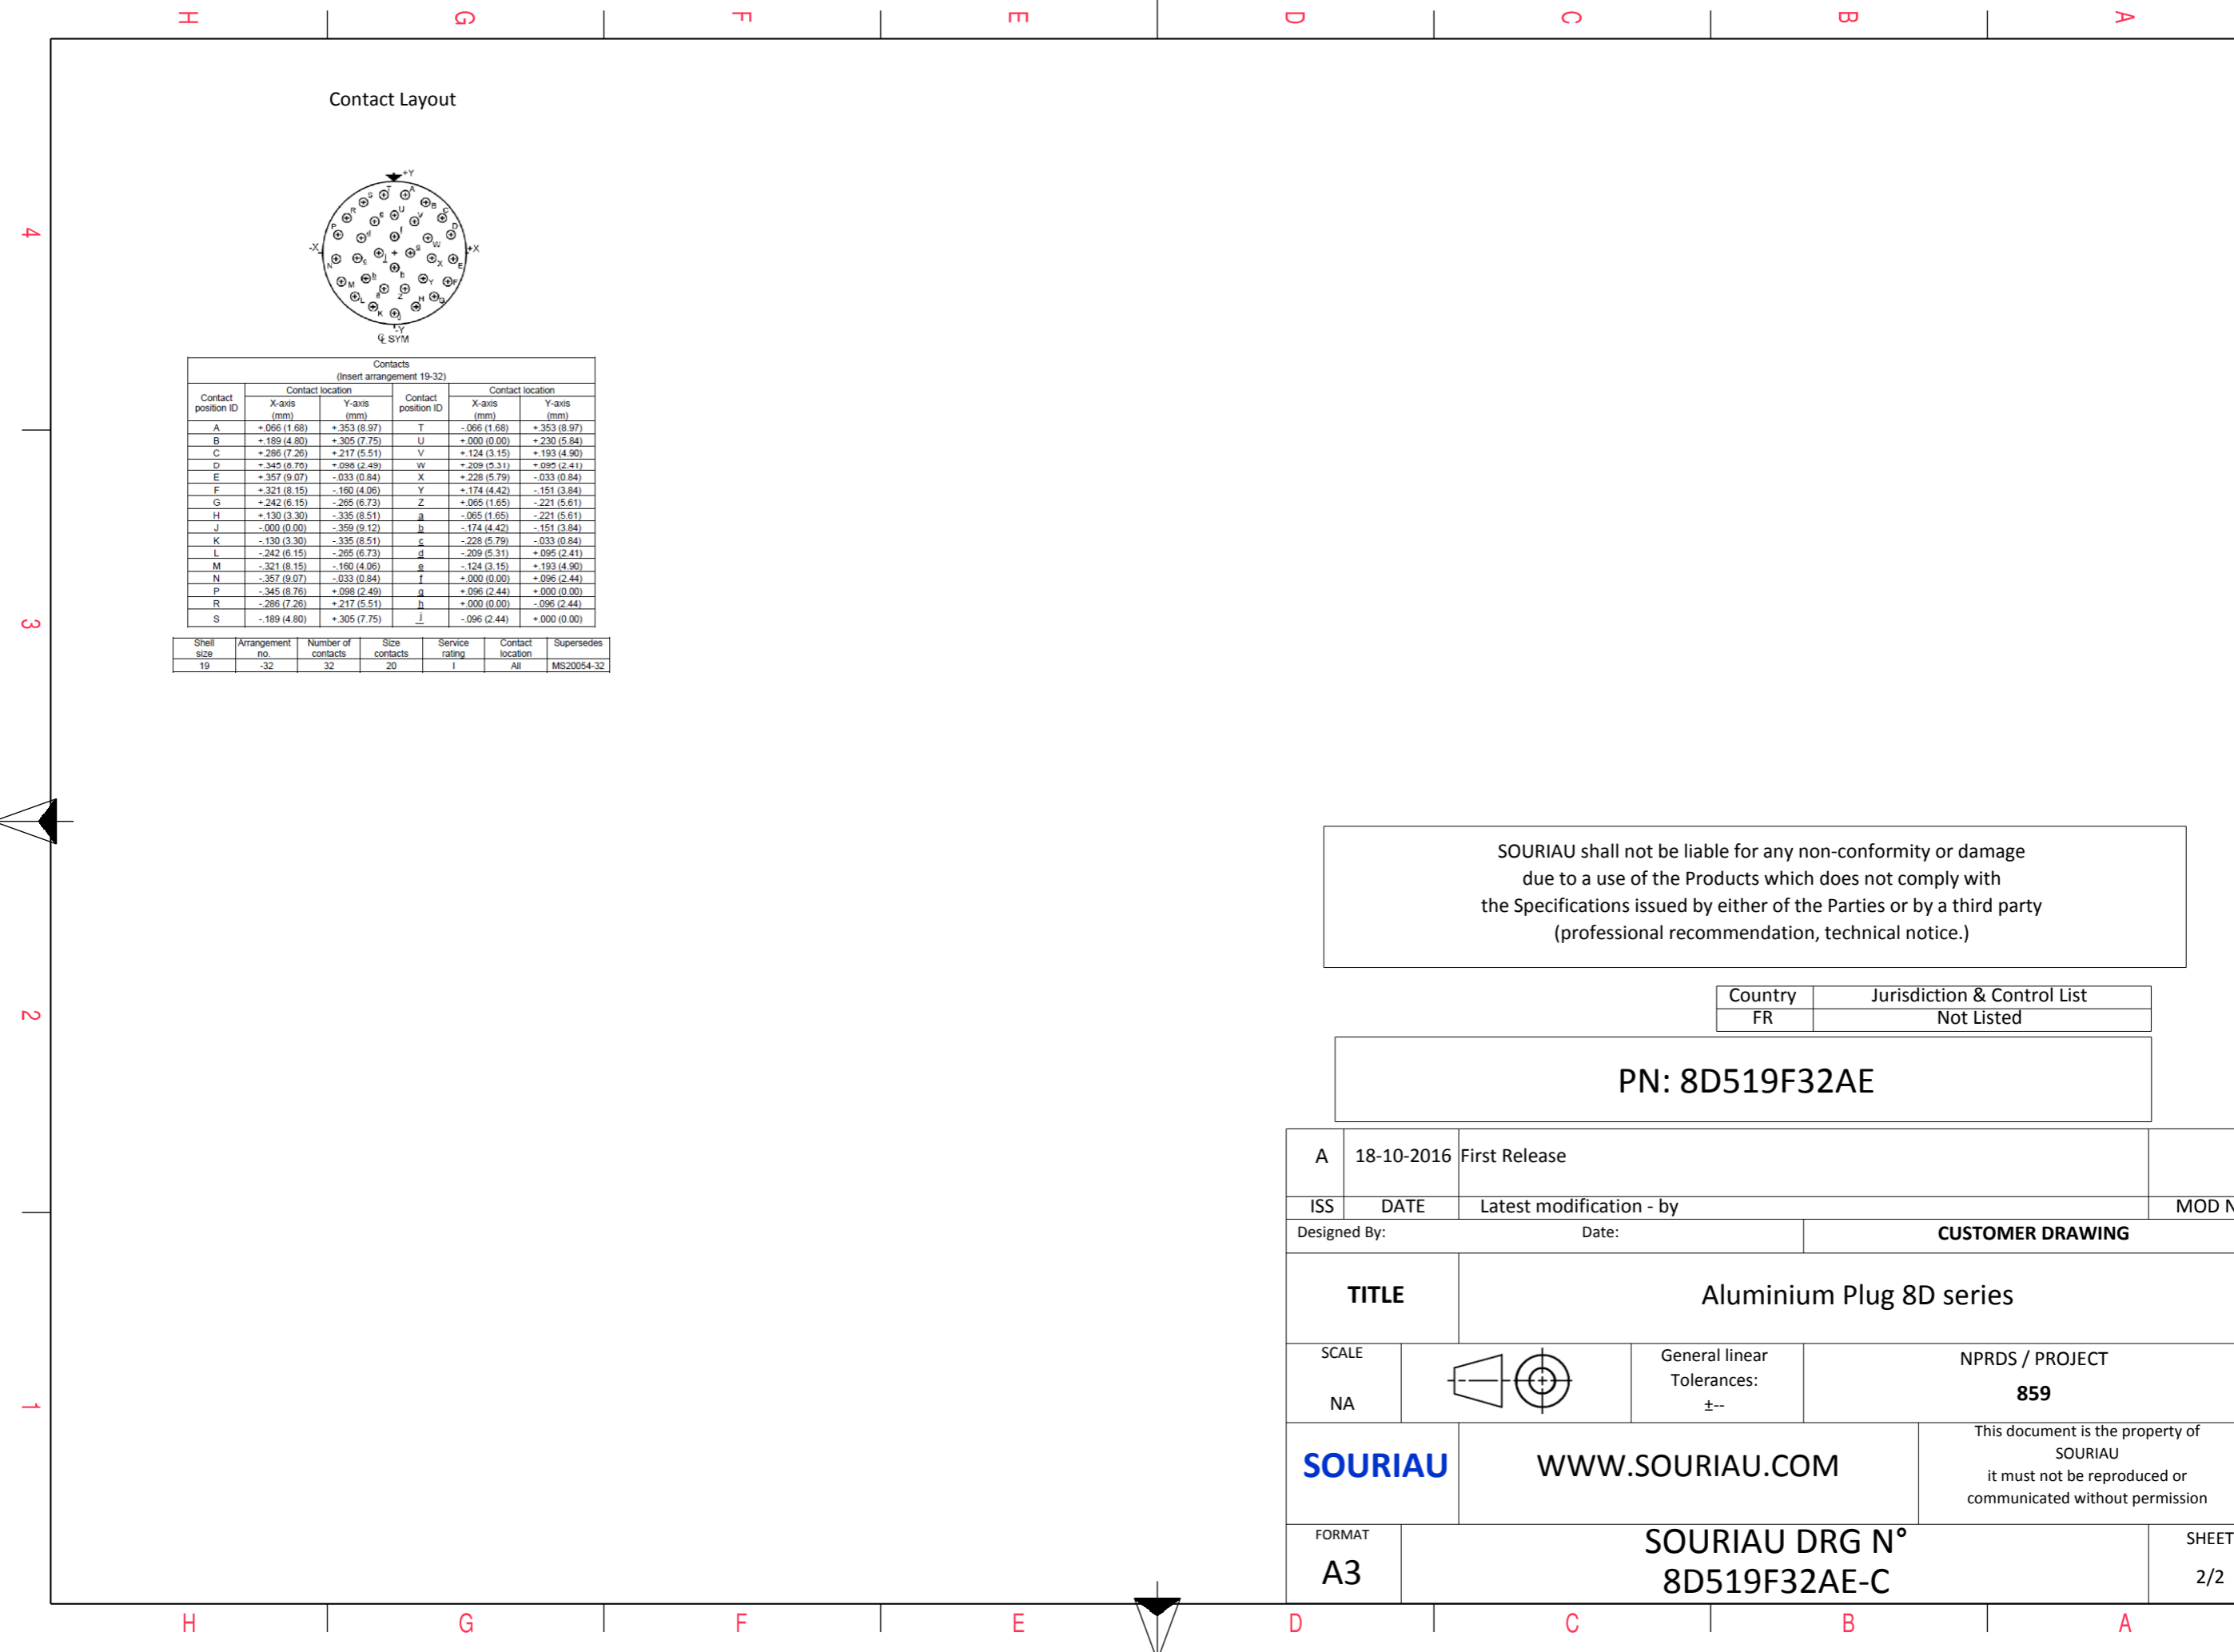 H G F E D C B A
Contact Layout
+Y
T A
S B
R e U V C
P d f D
W
-X +X
j g
N c X E
M b h Y F
L a Z H G
K J
-Y
℄ SYM
Contacts
(Insert arrangement 19-32)
Contact position ID | Contact location | Contact position ID | Contact location
X-axis (mm) | Y-axis (mm) | X-axis (mm) | Y-axis (mm)
A +.066 (1.68) +.353 (8.97) T -.066 (1.68) +.353 (8.97)
B +.189 (4.80) +.305 (7.75) U +.000 (0.00) +.230 (5.84)
C +.286 (7.26) +.217 (5.51) V +.124 (3.15) +.193 (4.90)
D +.345 (8.76) +.098 (2.49) W +.209 (5.31) +.095 (2.41)
E +.357 (9.07) -.033 (0.84) X +.228 (5.79) -.033 (0.84)
F +.321 (8.15) -.160 (4.06) Y +.174 (4.42) -.151 (3.84)
G +.242 (6.15) -.265 (6.73) Z +.065 (1.65) -.221 (5.61)
H +.130 (3.30) -.335 (8.51) a -.065 (1.65) -.221 (5.61)
J -.000 (0.00) -.359 (9.12) b -.174 (4.42) -.151 (3.84)
K -.130 (3.30) -.335 (8.51) c -.228 (5.79) -.033 (0.84)
L -.242 (6.15) -.265 (6.73) d -.209 (5.31) +.095 (2.41)
M -.321 (8.15) -.160 (4.06) e -.124 (3.15) +.193 (4.90)
N -.357 (9.07) -.033 (0.84) f +.000 (0.00) +.096 (2.44)
P -.345 (8.76) +.098 (2.49) g +.096 (2.44) +.000 (0.00)
R -.286 (7.26) +.217 (5.51) h +.000 (0.00) -.096 (2.44)
S -.189 (4.80) +.305 (7.75) j -.096 (2.44) +.000 (0.00)
Shell size | Arrangement no. | Number of contacts | Size contacts | Service rating | Contact location | Supersedes
19 -32 32 20 I All MS20054-32
4
3
2
1
SOURIAU shall not be liable for any non-conformity or damage
due to a use of the Products which does not comply with
the Specifications issued by either of the Parties or by a third party
(professional recommendation, technical notice.)
Country Jurisdiction & Control List
FR Not Listed
PN: 8D519F32AE
A 18-10-2016 First Release
ISS DATE Latest modification - by MOD N
Designed By: Date: CUSTOMER DRAWING
TITLE Aluminium Plug 8D series
SCALE
NA
General linear
Tolerances:
±--
NPRDS / PROJECT
859
SOURIAU WWW.SOURIAU.COM
This document is the property of
SOURIAU
it must not be reproduced or
communicated without permission
FORMAT
A3
SOURIAU DRG N°
8D519F32AE-C
SHEET
2/2
H G F E D C B A